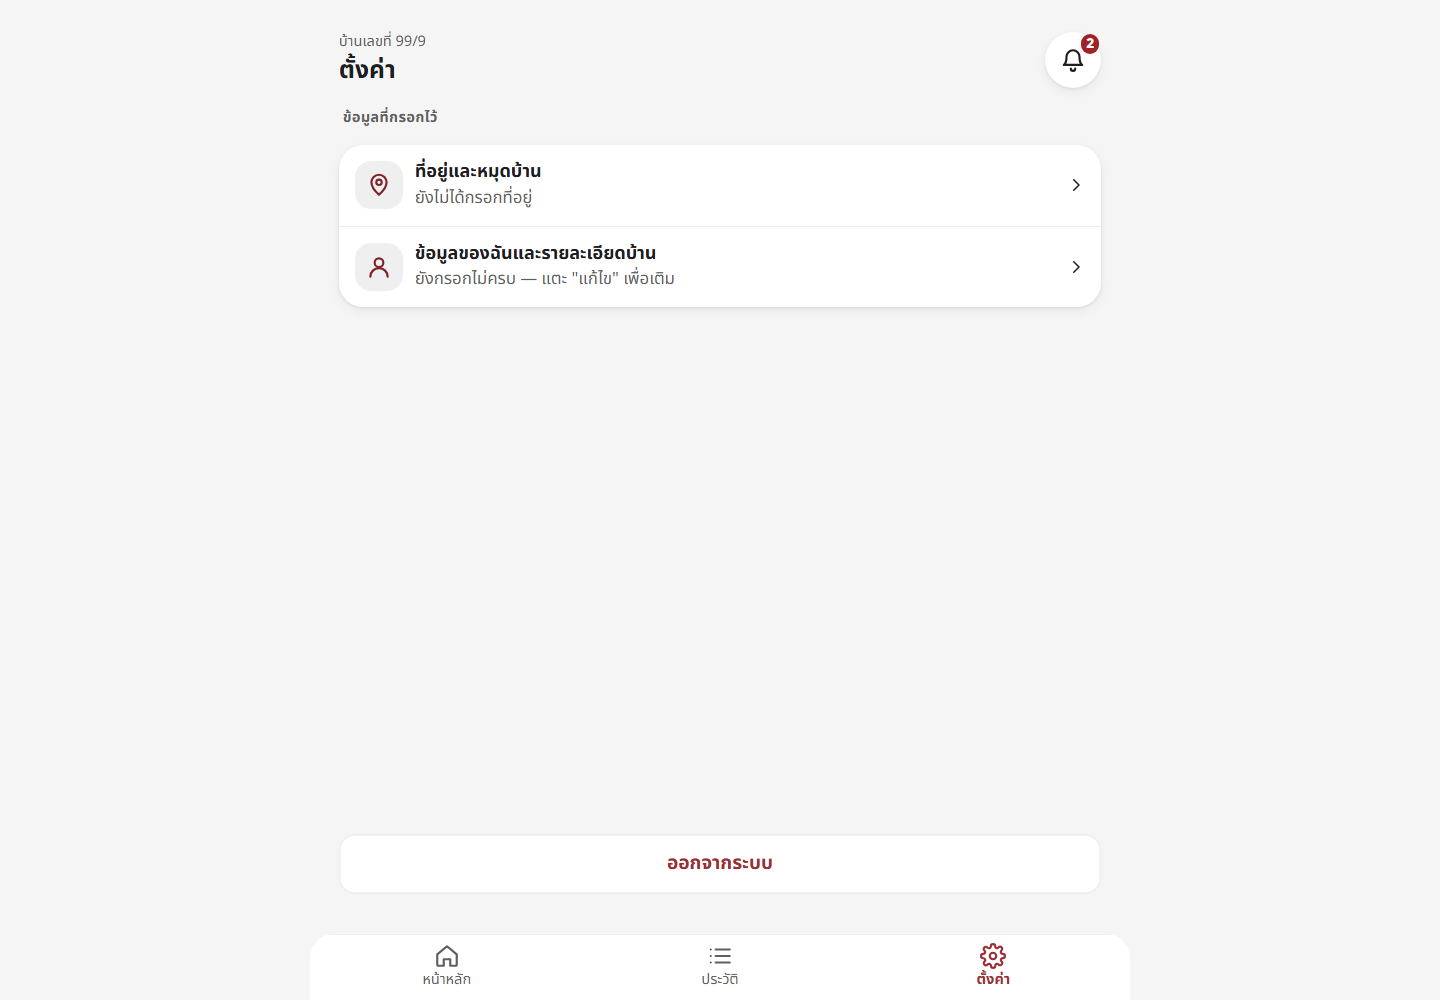 บ้านเลขที่ 99/9
ตั้งค่า
2
ข้อมูลที่กรอกไว้
ที่อยู่และหมุดบ้าน
ยังไม่ได้กรอกที่อยู่
ข้อมูลของฉันและรายละเอียดบ้าน
ยังกรอกไม่ครบ — แตะ "แก้ไข" เพื่อเติม
ออกจากระบบ
หน้าหลัก
ประวัติ
ตั้งค่า